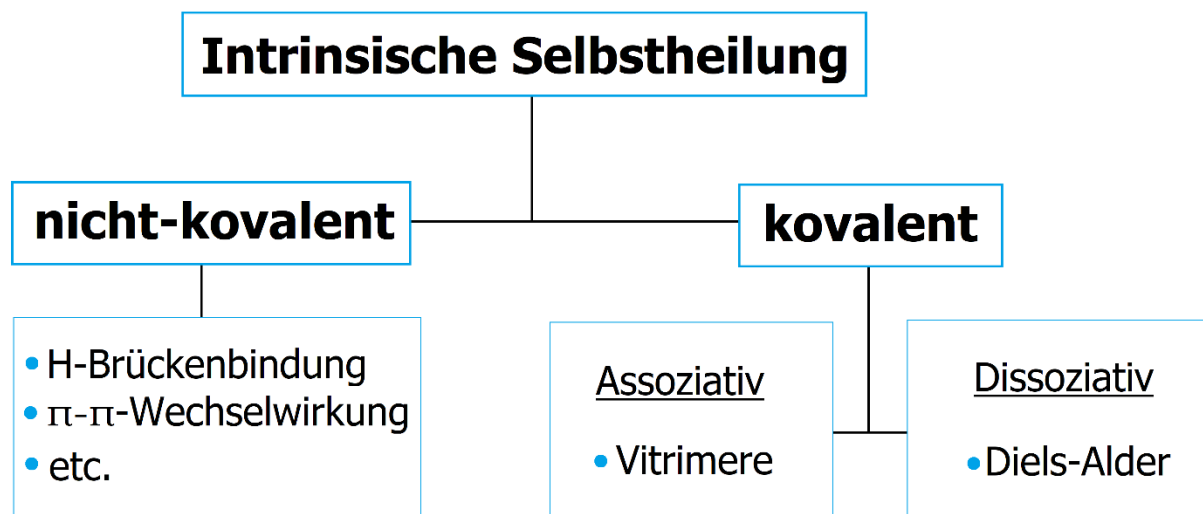 Intrinsische Selbstheilung
nicht-kovalent
kovalent
• H-Brückenbindung
• π-π-Wechselwirkung
• etc.
Assoziativ
• Vitrimere
Dissoziativ
• Diels-Alder